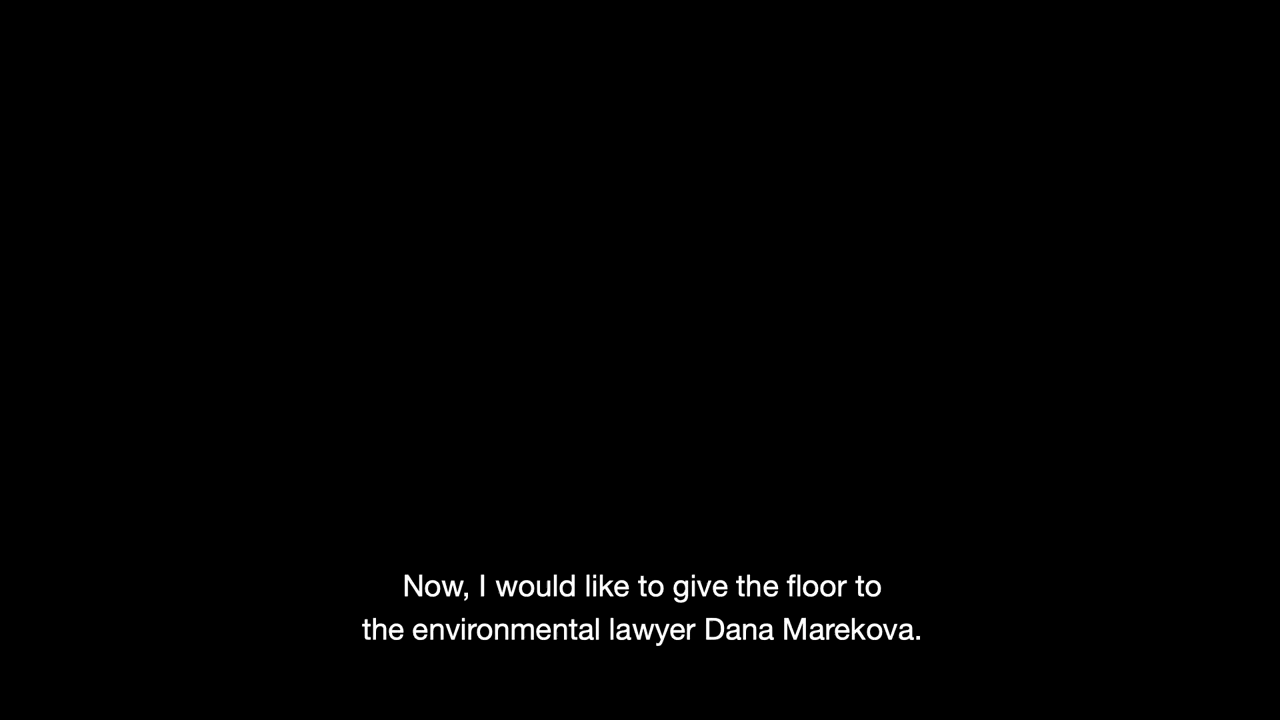 Now, I would like to give the floor to
the environmental lawyer Dana Marekova.